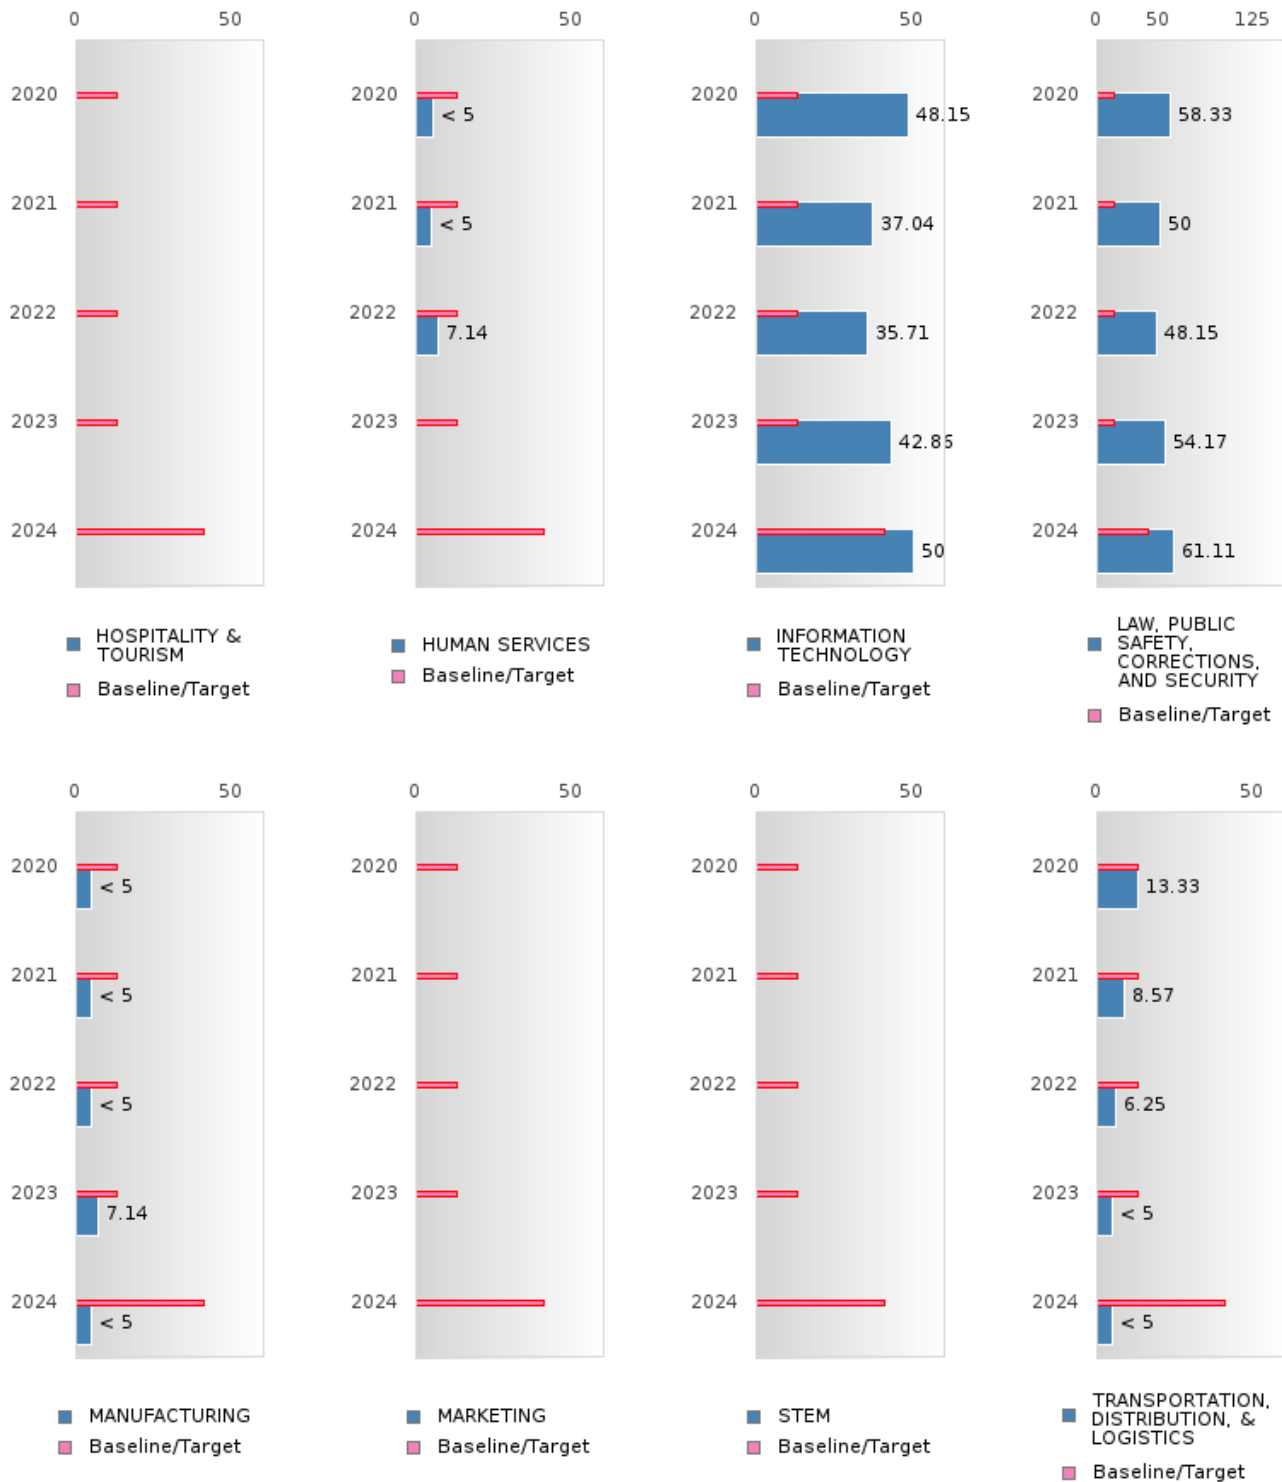 0 50
2020
2021
2022
2023
2024
HOSPITALITY &
TOURISM
Baseline/Target
0 50
2020
< 5
2021
< 5
2022
7.14
2023
2024
HUMAN SERVICES
Baseline/Target
0 50
2020
48.15
2021
37.04
2022
35.71
2023
42.86
2024
50
INFORMATION
TECHNOLOGY
Baseline/Target
0 50 125
2020
58.33
2021
50
2022
48.15
2023
54.17
2024
61.11
LAW, PUBLIC
SAFETY,
CORRECTIONS,
AND SECURITY
Baseline/Target
0 50
2020
< 5
2021
< 5
2022
< 5
2023
7.14
2024
< 5
MANUFACTURING
Baseline/Target
0 50
2020
2021
2022
2023
2024
MARKETING
Baseline/Target
0 50
2020
2021
2022
2023
2024
STEM
Baseline/Target
0 50
2020
13.33
2021
8.57
2022
6.25
2023
< 5
2024
< 5
TRANSPORTATION,
DISTRIBUTION, &
LOGISTICS
Baseline/Target